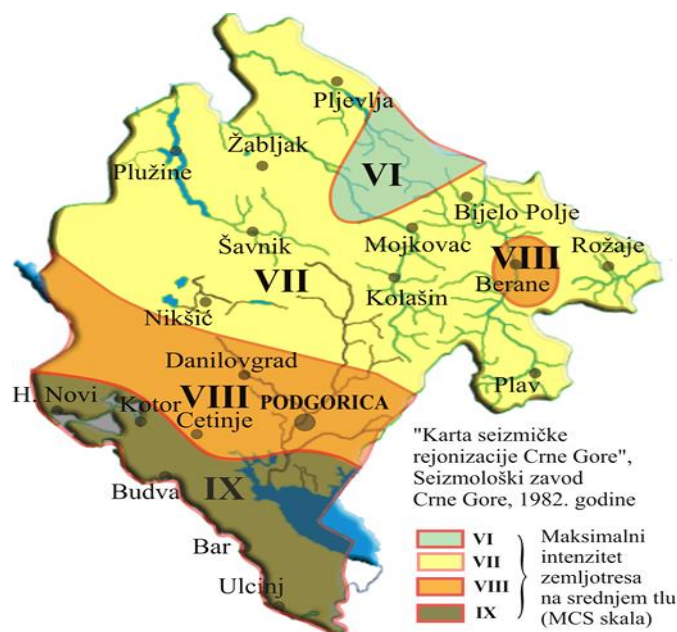 Pljevlja
Žabljak
Plužine
VI
Bijelo Polje
Šavnik
Mojkovac
VIII
Rožaje
VII
Berane
Kolašin
Nikšić
Danilovgrad
Plav
H. Novi
VIII
Kotor
PODGORICA
Cetinje
IX
Budva
Bar
Ulcinj
"Karta seizmičke
rejonizacije Crne Gore",
Seizmološki zavod
Crne Gore, 1982. godine
VI
VII
VIII
IX
Maksimalni
intenzitet
zemljotresa
na srednjem tlu
(MCS skala)